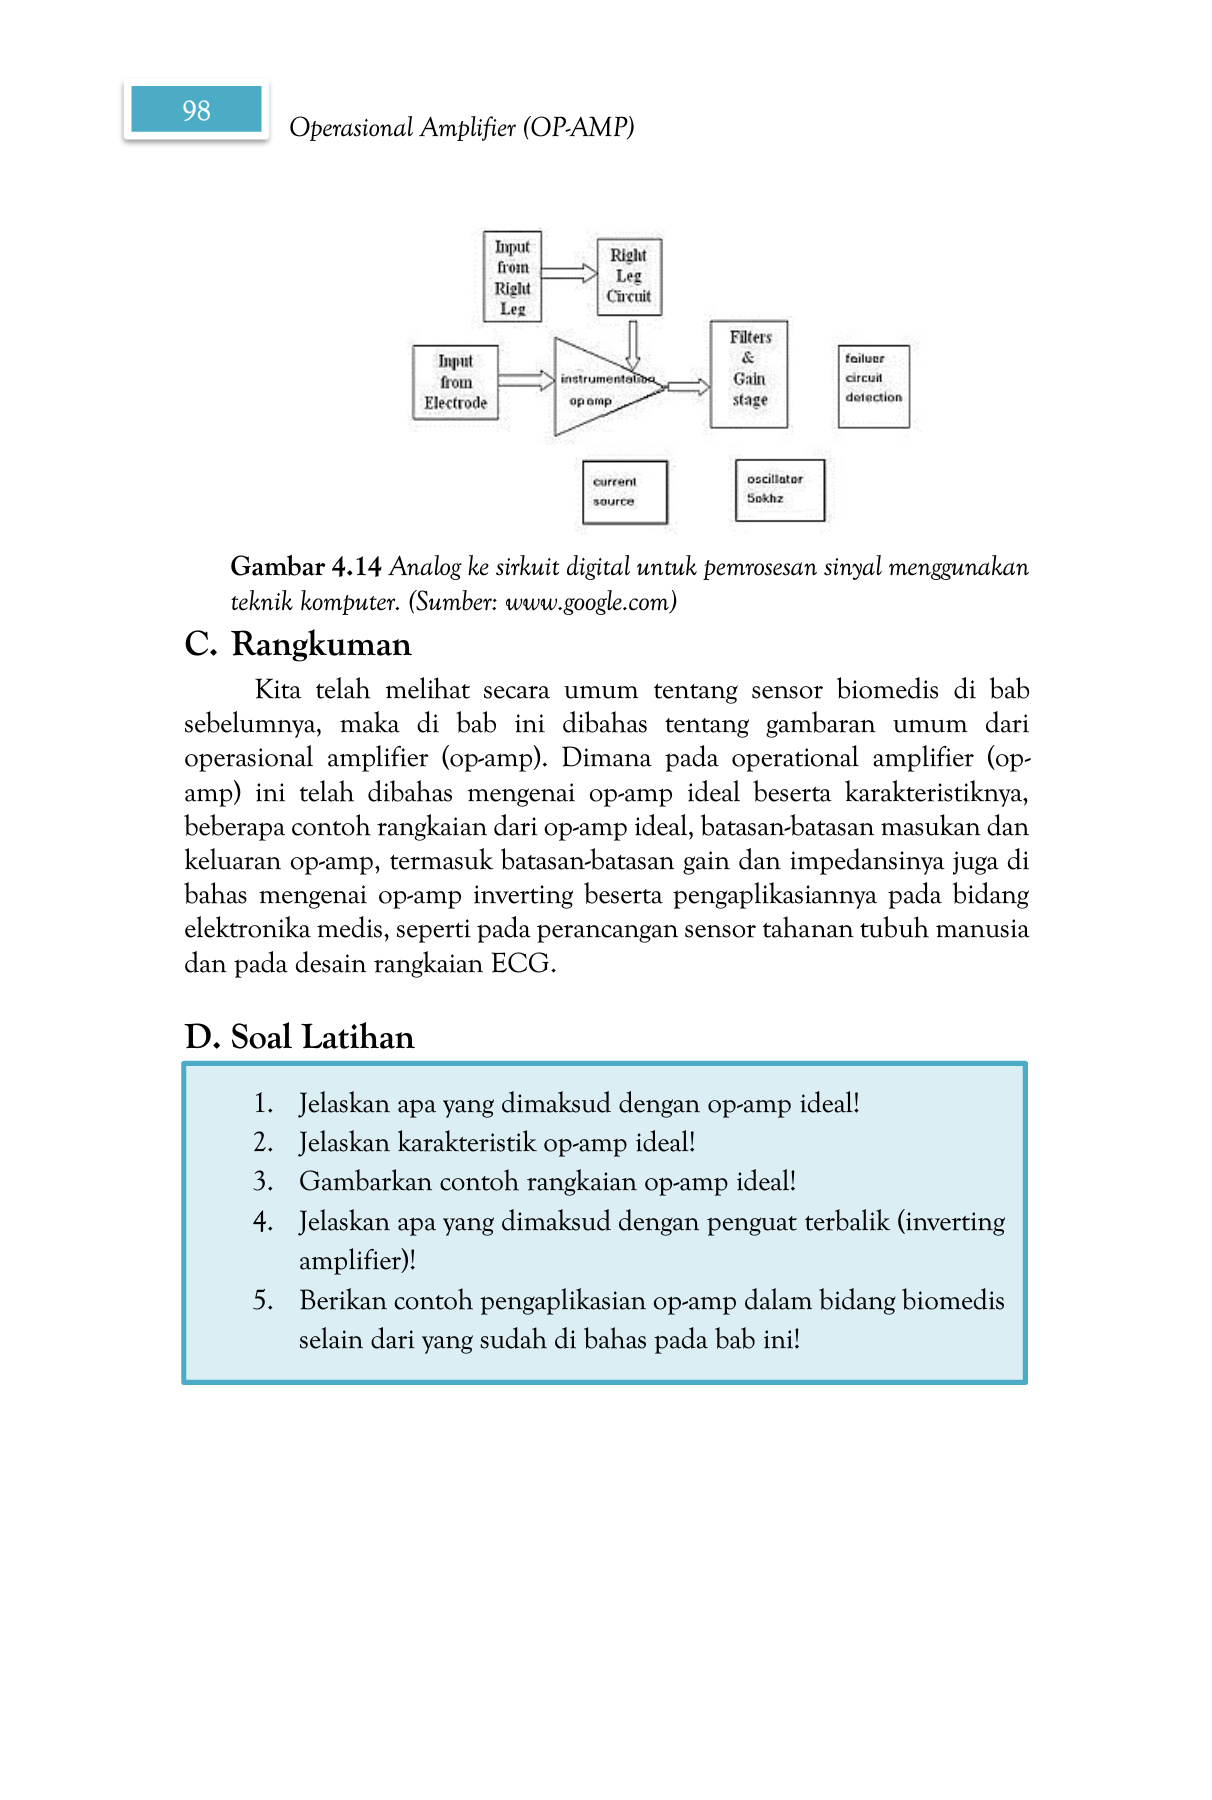 98
Operasional Amplifier (OP-AMP)
Input
from
Right
Leg
Right
Leg
Circuit
Input
from
Electrode
instrumentation
op amp
Filters
&
Gain
stage
failuer
circuit
detection
current
source
oscillator
50khz
Gambar 4.14 Analog ke sirkuit digital untuk pemrosesan sinyal menggunakan
teknik komputer. (Sumber: www.google.com)
C. Rangkuman
Kita telah melihat secara umum tentang sensor biomedis di bab
sebelumnya, maka di bab ini dibahas tentang gambaran umum dari
operasional amplifier (op-amp). Dimana pada operational amplifier (op-
amp) ini telah dibahas mengenai op-amp ideal beserta karakteristiknya,
beberapa contoh rangkaian dari op-amp ideal, batasan-batasan masukan dan
keluaran op-amp, termasuk batasan-batasan gain dan impedansinya juga di
bahas mengenai op-amp inverting beserta pengaplikasiannya pada bidang
elektronika medis, seperti pada perancangan sensor tahanan tubuh manusia
dan pada desain rangkaian ECG.
D. Soal Latihan
1. Jelaskan apa yang dimaksud dengan op-amp ideal!
2. Jelaskan karakteristik op-amp ideal!
3. Gambarkan contoh rangkaian op-amp ideal!
4. Jelaskan apa yang dimaksud dengan penguat terbalik (inverting
amplifier)!
5. Berikan contoh pengaplikasian op-amp dalam bidang biomedis
selain dari yang sudah di bahas pada bab ini!